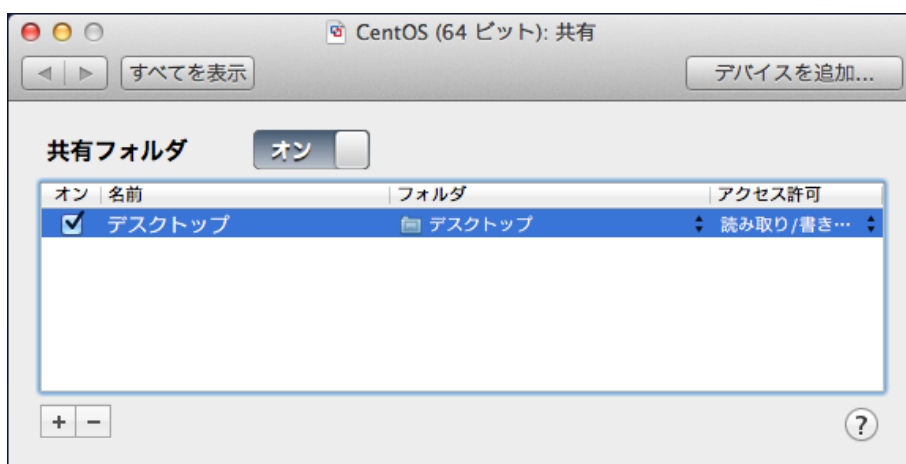 CentOS (64 ビット): 共有
すべてを表示 デバイスを追加...
共有フォルダ オン
オン 名前 フォルダ アクセス許可
デスクトップ デスクトップ 読み取り/書き…
+ − ?